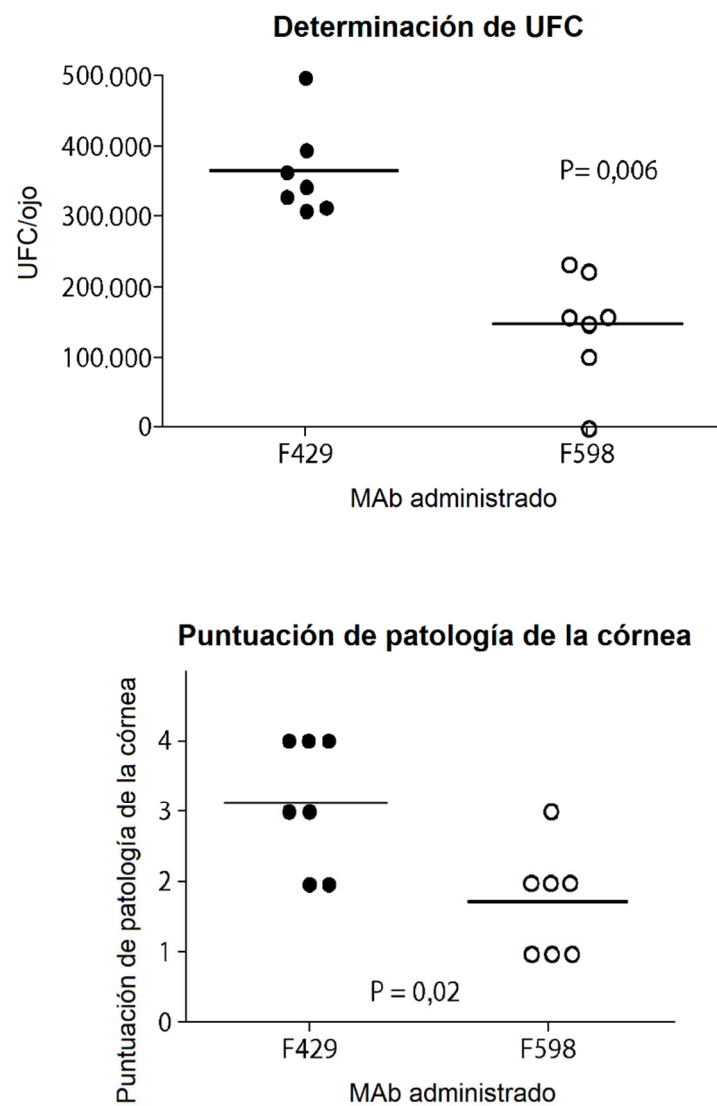 Determinación de UFC
500.000
400.000
300.000
200.000
100.000
0
UFC/ojo
P= 0,006
F429 F598
MAb administrado
Puntuación de patología de la córnea
4
3
2
1
0
Puntuación de patología de la córnea
P = 0,02
F429 F598
MAb administrado